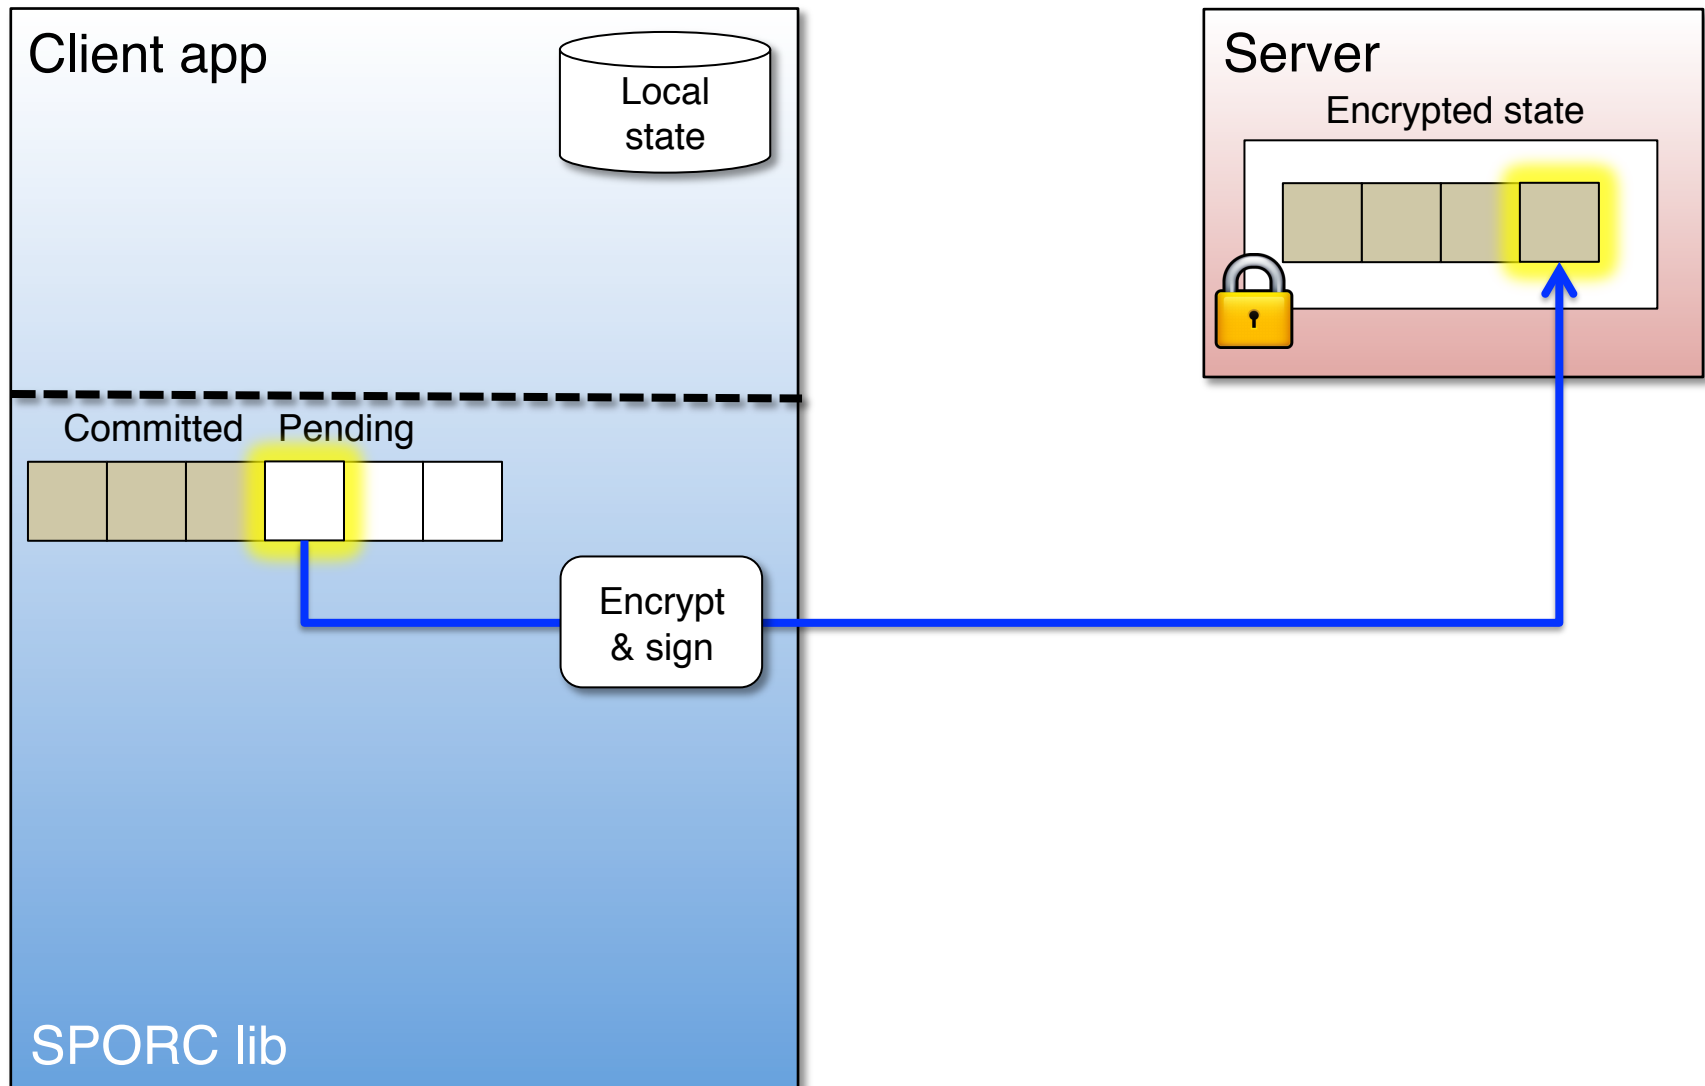 Client app
Local
state
Server
Encrypted state
Committed Pending
Encrypt
& sign
SPORC lib